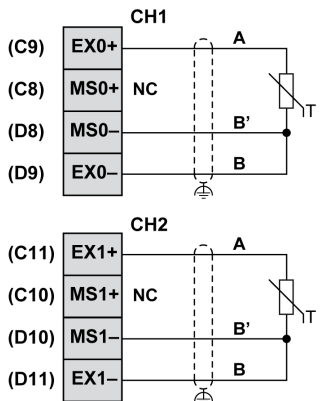 CH1
(C9) EX0+ A
(C8) MS0+ NC
T
(D8) MS0– B’
(D9) EX0– B
CH2
(C11) EX1+ A
(C10) MS1+ NC
T
(D10) MS1– B’
(D11) EX1– B